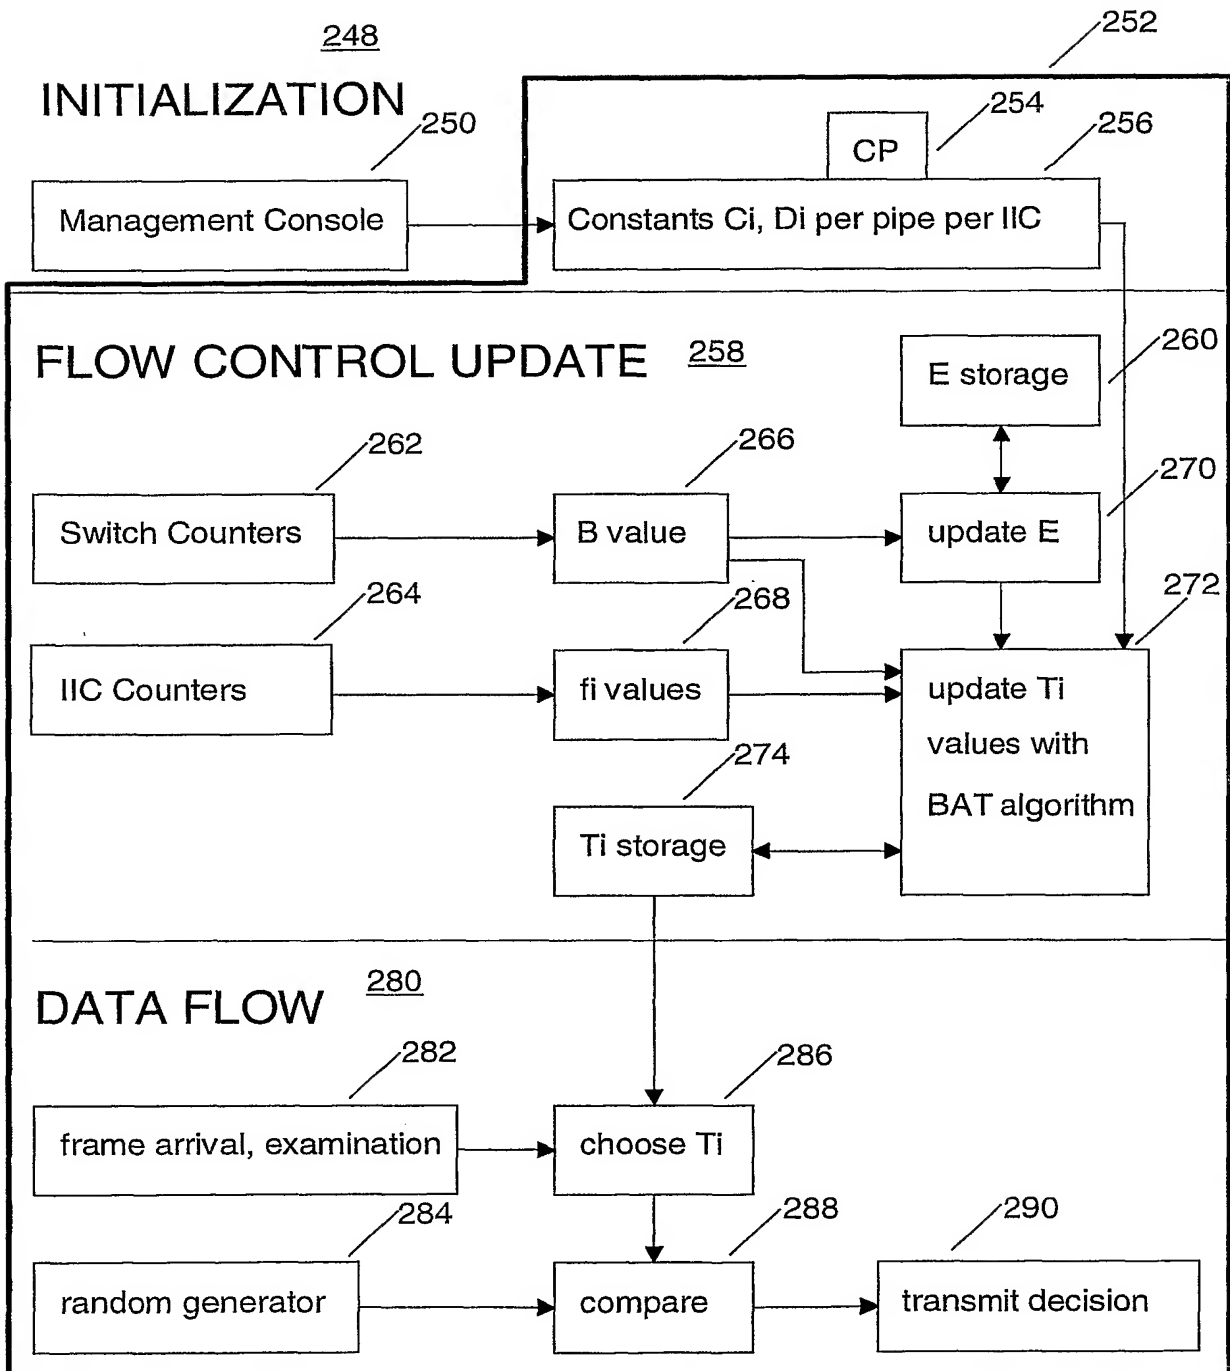 248
252
INITIALIZATION
250
254
256
CP
Management Console
Constants Ci, Di per pipe per IIC
FLOW CONTROL UPDATE
258
260
E storage
262
266
270
Switch Counters
B value
update E
264
268
272
IIC Counters
fi values
update Ti
values with
BAT algorithm
274
Ti storage
DATA FLOW
280
282
286
frame arrival, examination
choose Ti
284
288
290
random generator
compare
transmit decision